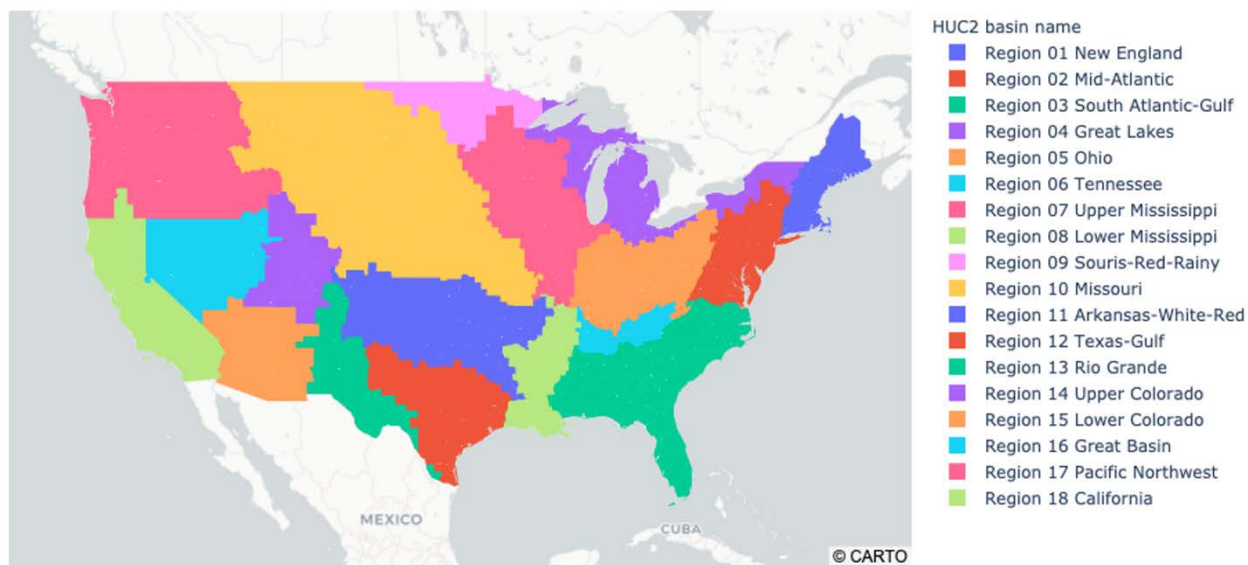 HUC2 basin name
Region 01 New England
Region 02 Mid-Atlantic
Region 03 South Atlantic-Gulf
Region 04 Great Lakes
Region 05 Ohio
Region 06 Tennessee
Region 07 Upper Mississippi
Region 08 Lower Mississippi
Region 09 Souris-Red-Rainy
Region 10 Missouri
Region 11 Arkansas-White-Red
Region 12 Texas-Gulf
Region 13 Rio Grande
Region 14 Upper Colorado
Region 15 Lower Colorado
Region 16 Great Basin
Region 17 Pacific Northwest
Region 18 California
MEXICO
CUBA
© CARTO